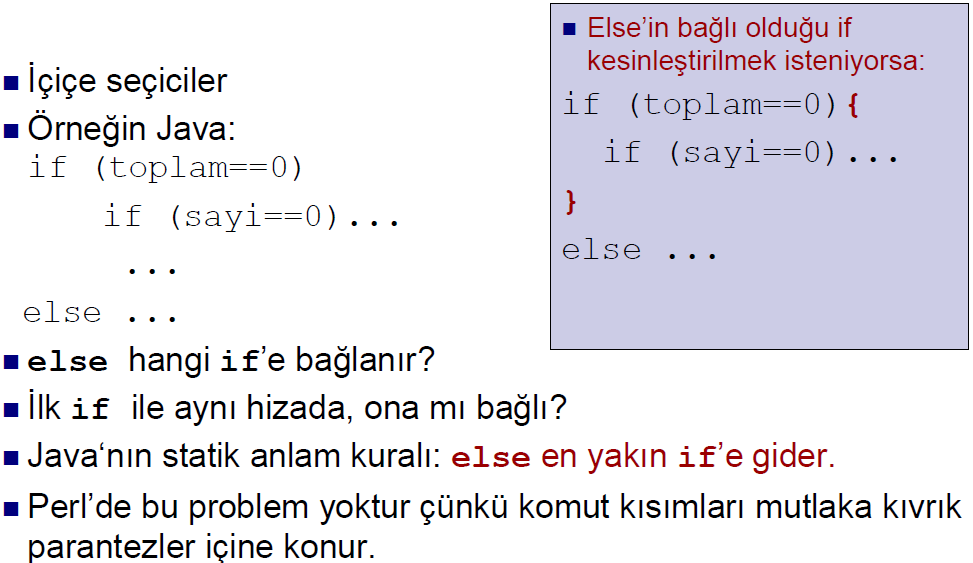 ■ İçiçe seçiciler
■ Örneğin Java:
if (toplam==0)
if (sayi==0)...
...
else ...
■ else hangi if’e bağlanır?
■ İlk if ile aynı hizada, ona mı bağlı?
■ Java‘nın statik anlam kuralı: else en yakın if’e gider.
■ Perl’de bu problem yoktur çünkü komut kısımları mutlaka kıvrık
parantezler içine konur.
■ Else’in bağlı olduğu if
kesinleştirilmek isteniyorsa:
if (toplam==0){
if (sayi==0)...
}
else ...